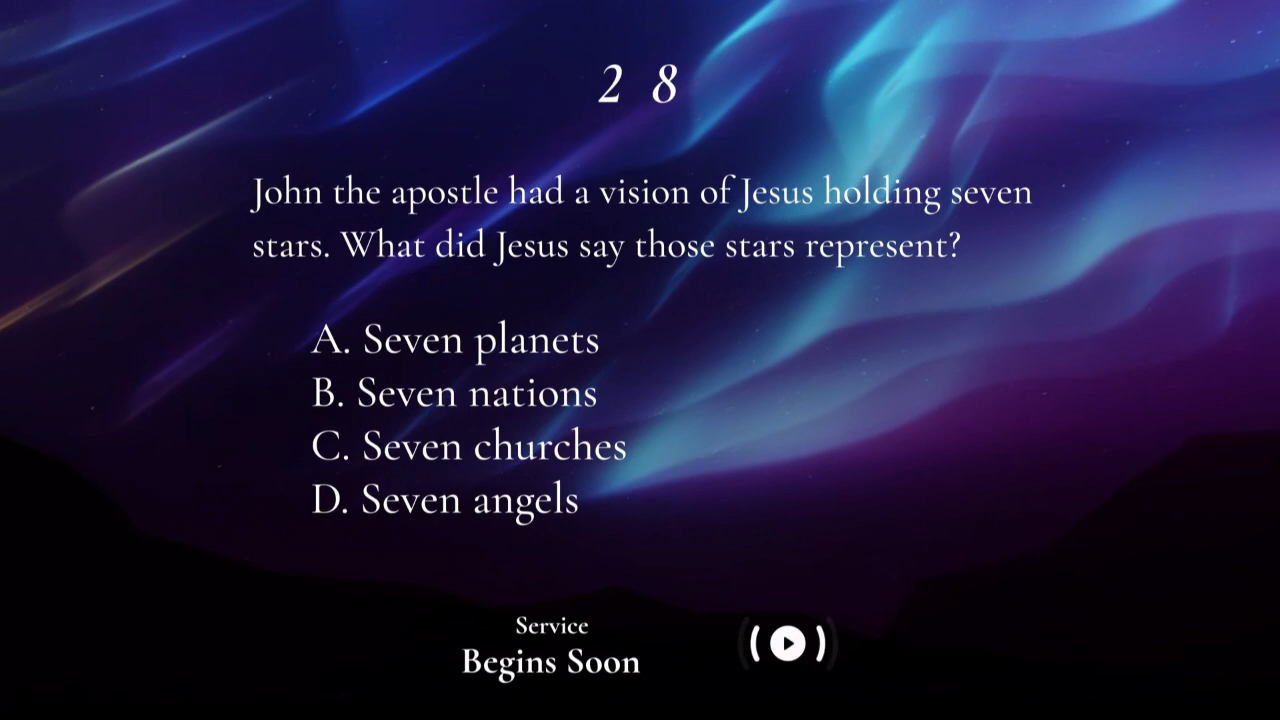 2 8
John the apostle had a vision of Jesus holding seven
stars. What did Jesus say those stars represent?
A. Seven planets
B. Seven nations
C. Seven churches
D. Seven angels
Service
Begins Soon